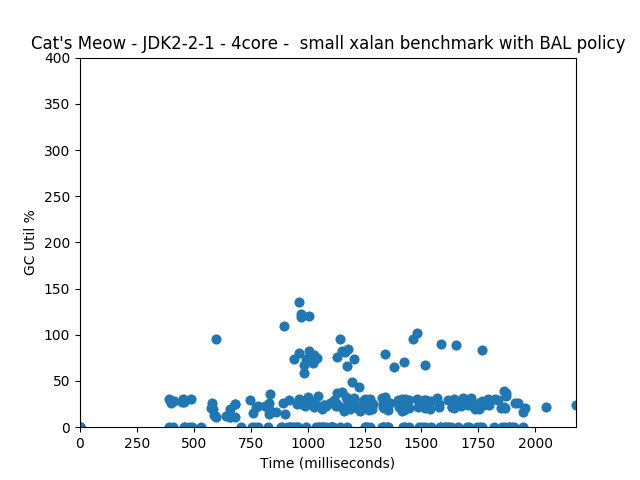 Cat's Meow - JDK2-2-1 - 4core -  small xalan benchmark with BAL policy
400
350
300
250
200
150
100
50
0
GC Util %
0 250 500 750 1000 1250 1500 1750 2000
Time (milliseconds)